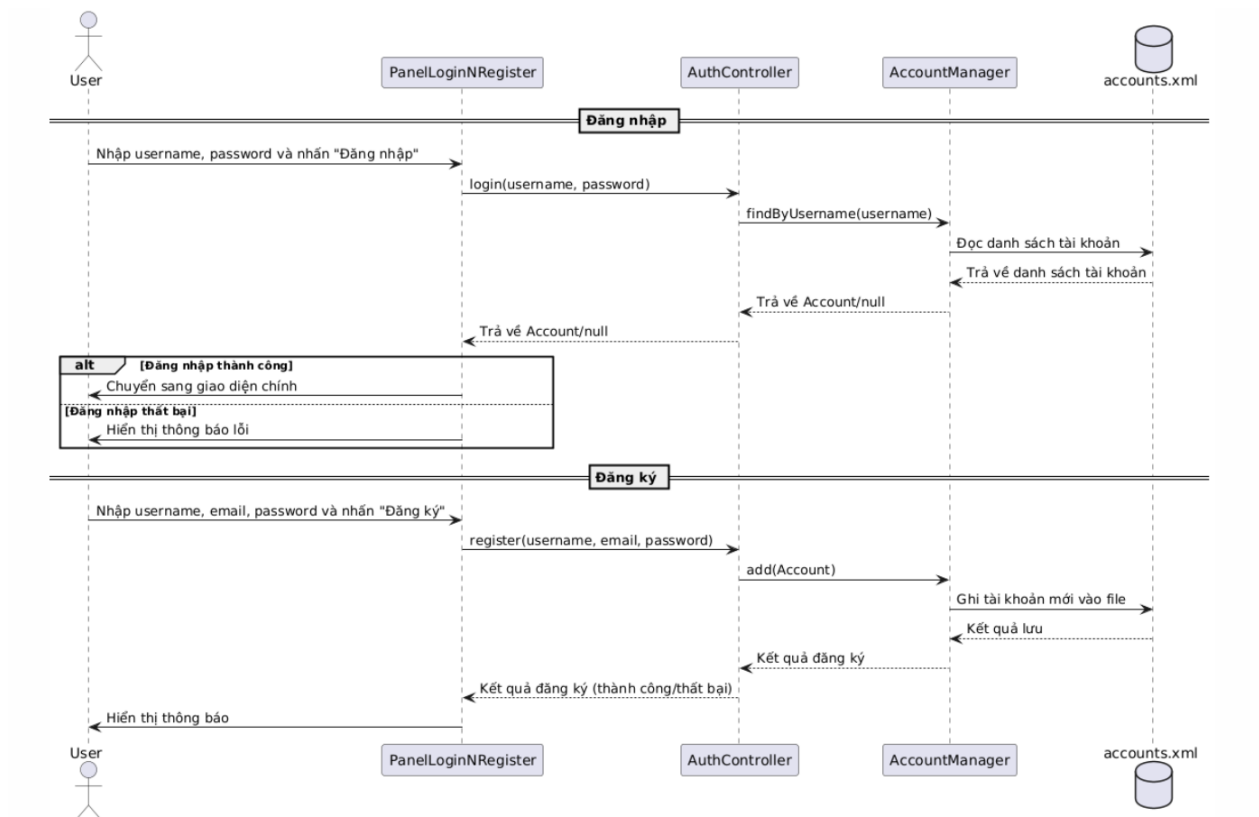 User
PanelLoginNRegister
AuthController
AccountManager
accounts.xml
Đăng nhập
Nhập username, password và nhấn "Đăng nhập"
login(username, password)
findByUsername(username)
Đọc danh sách tài khoản
Trả về danh sách tài khoản
Trả về Account/null
Trả về Account/null
alt [Đăng nhập thành công]
Chuyển sang giao diện chính
[Đăng nhập thất bại]
Hiển thị thông báo lỗi
Đăng ký
Nhập username, email, password và nhấn "Đăng ký"
register(username, email, password)
add(Account)
Ghi tài khoản mới vào file
Kết quả lưu
Kết quả đăng ký
Kết quả đăng ký (thành công/thất bại)
Hiển thị thông báo
User
PanelLoginNRegister
AuthController
AccountManager
accounts.xml